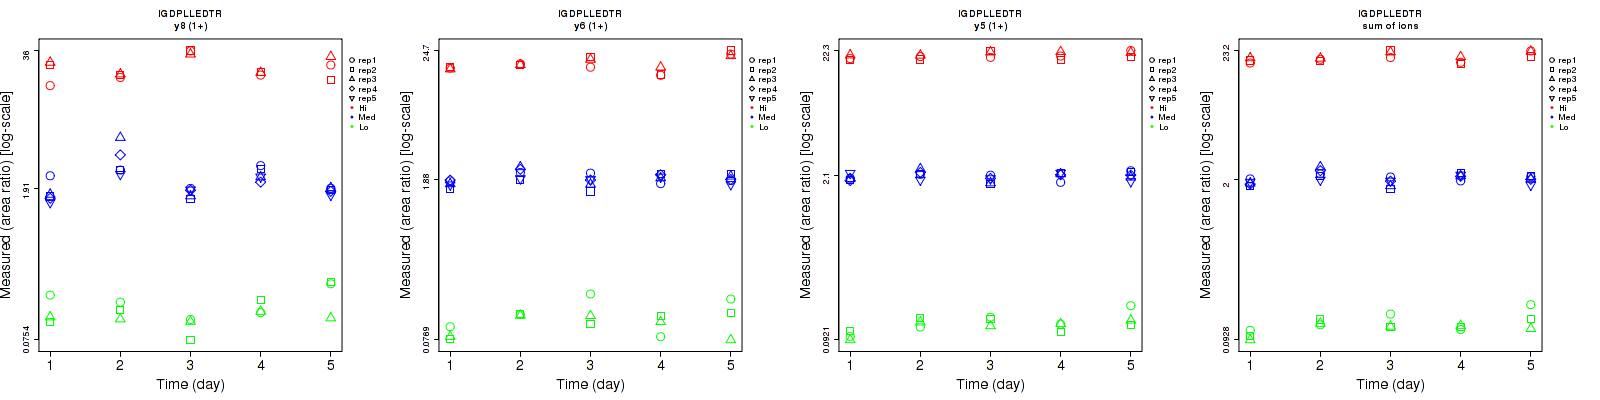 IGDPLLEDTR
y8 (1+)
Measured (area ratio) [log-scale]
36
1.91
0.0754
1 2 3 4 5
Time (day)
rep1
rep2
rep3
rep4
rep5
Hi
Med
Lo
IGDPLLEDTR
y6 (1+)
Measured (area ratio) [log-scale]
24.7
1.88
0.0769
1 2 3 4 5
Time (day)
rep1
rep2
rep3
rep4
rep5
Hi
Med
Lo
IGDPLLEDTR
y5 (1+)
Measured (area ratio) [log-scale]
22.3
2.1
0.0921
1 2 3 4 5
Time (day)
rep1
rep2
rep3
rep4
rep5
Hi
Med
Lo
IGDPLLEDTR
sum of ions
Measured (area ratio) [log-scale]
23.2
2
0.0928
1 2 3 4 5
Time (day)
rep1
rep2
rep3
rep4
rep5
Hi
Med
Lo